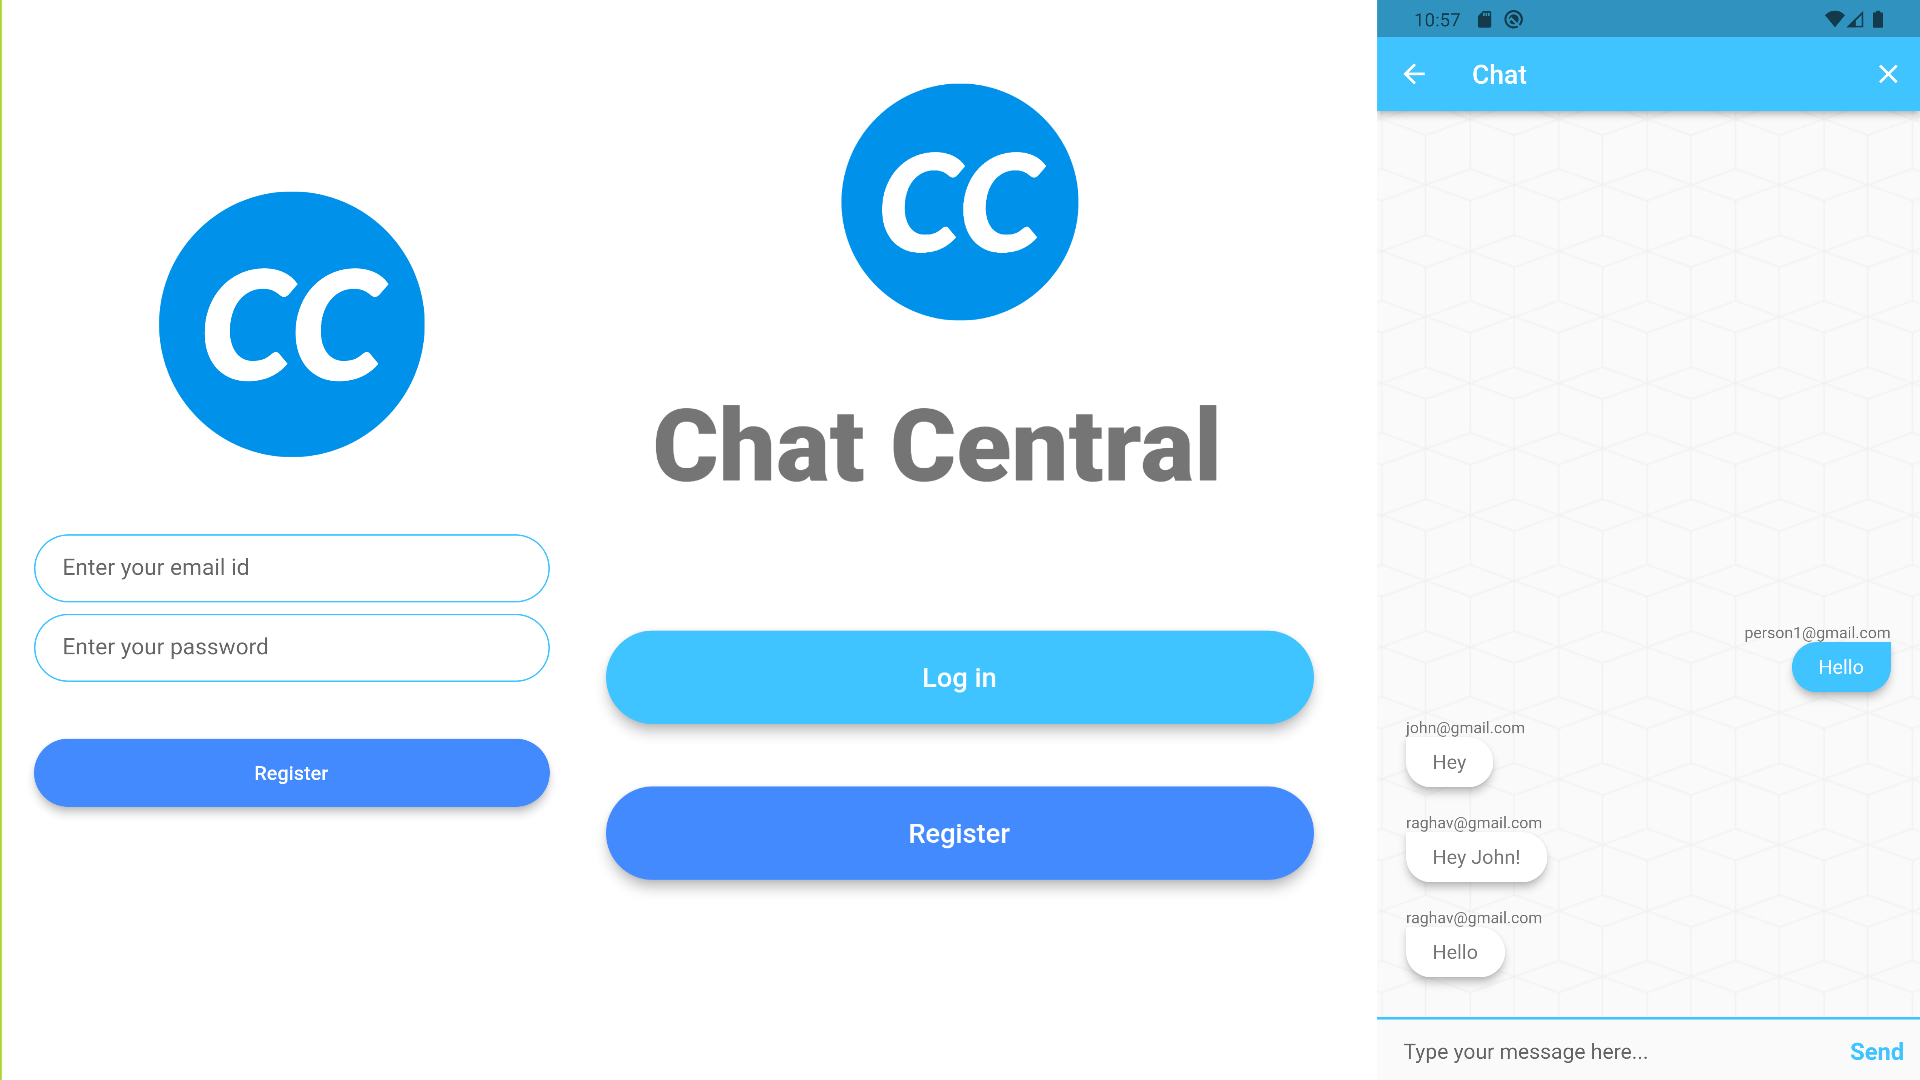 CC
Enter your email id
Enter your password
Register
CC
Chat Central
Log in
Register
10:57
Chat
person1@gmail.com
Hello
john@gmail.com
Hey
raghav@gmail.com
Hey John!
raghav@gmail.com
Hello
Type your message here...
Send